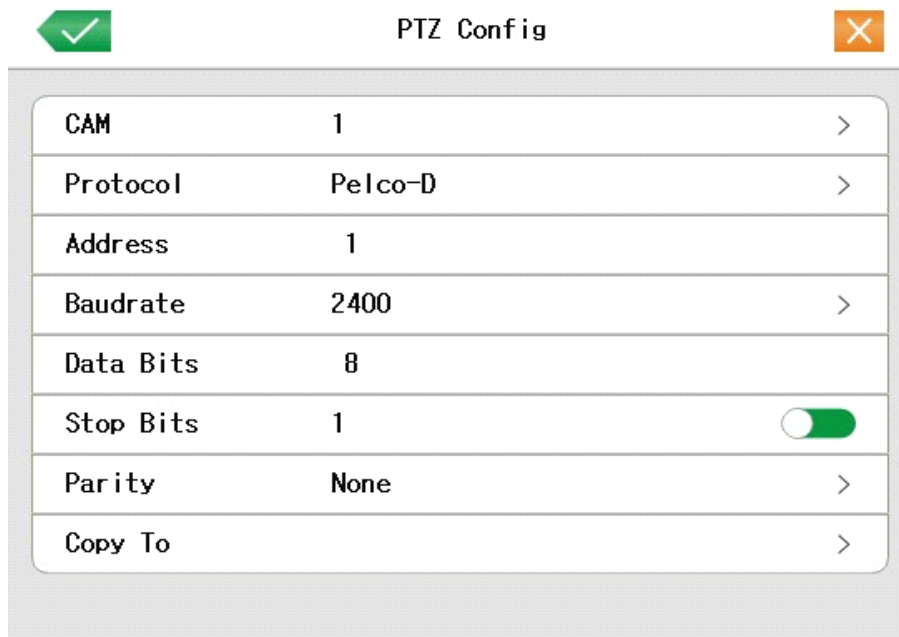 PTZ Config
CAM 1
Protocol Pelco-D
Address 1
Baudrate 2400
Data Bits 8
Stop Bits 1
Parity None
Copy To